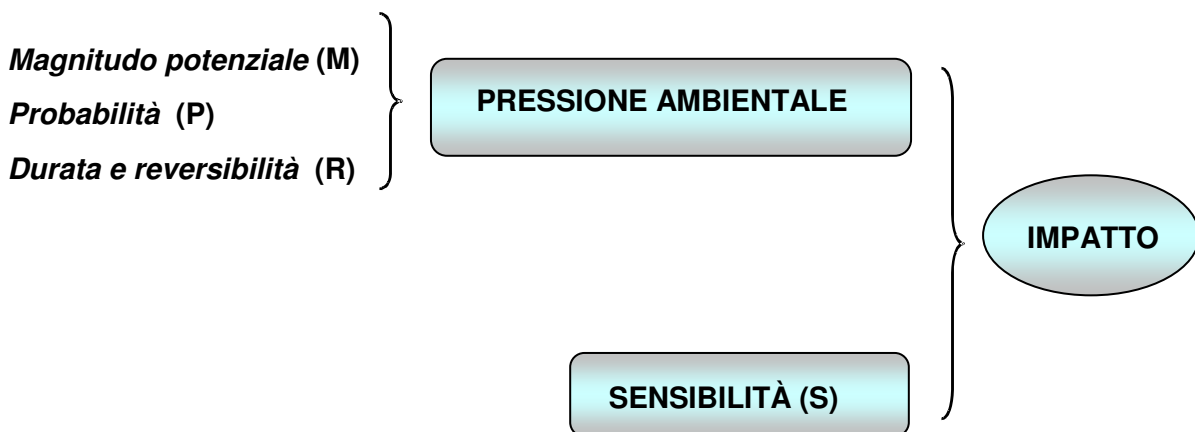 Magnitudo potenziale (M)
Probabilità (P)
Durata e reversibilità (R)
PRESSIONE AMBIENTALE
IMPATTO
SENSIBILITÀ (S)